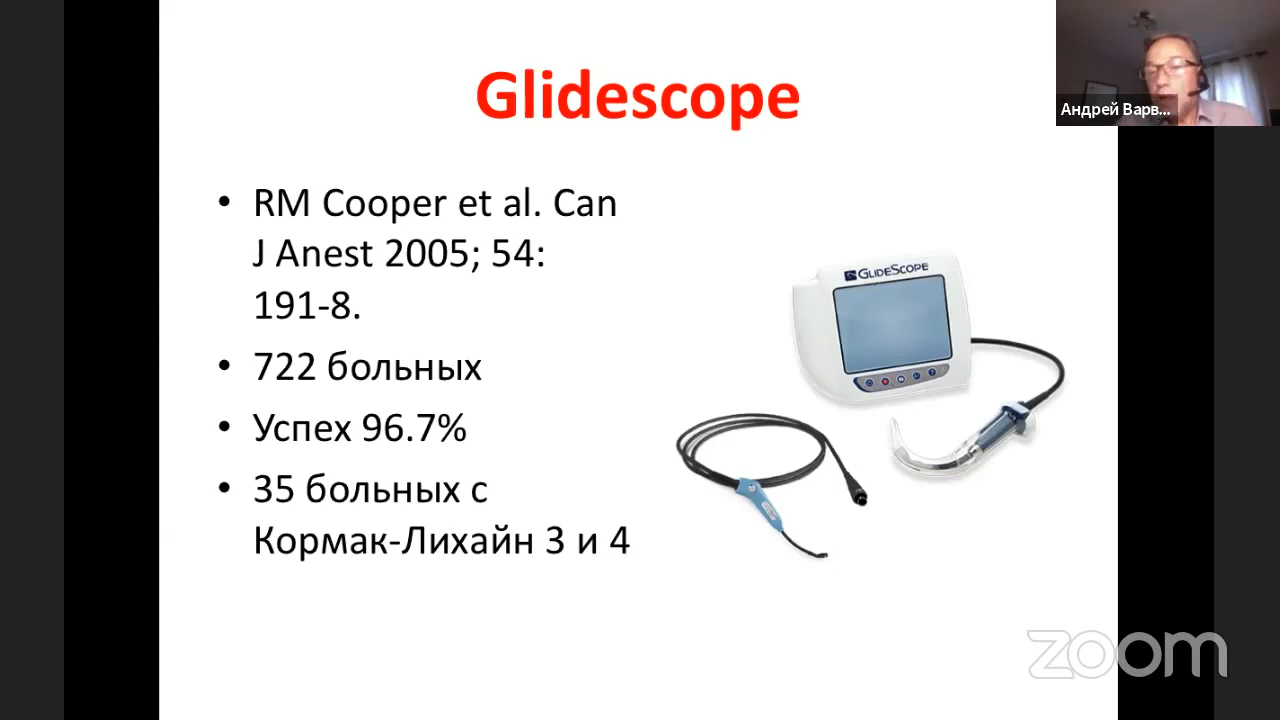 Glidescope
Андрей Варв...
• RM Cooper et al. Can
J Anest 2005; 54:
191-8.
• 722 больных
• Успех 96.7%
• 35 больных с
Кормак-Лихайн 3 и 4
GLIDESCOPE
zoom